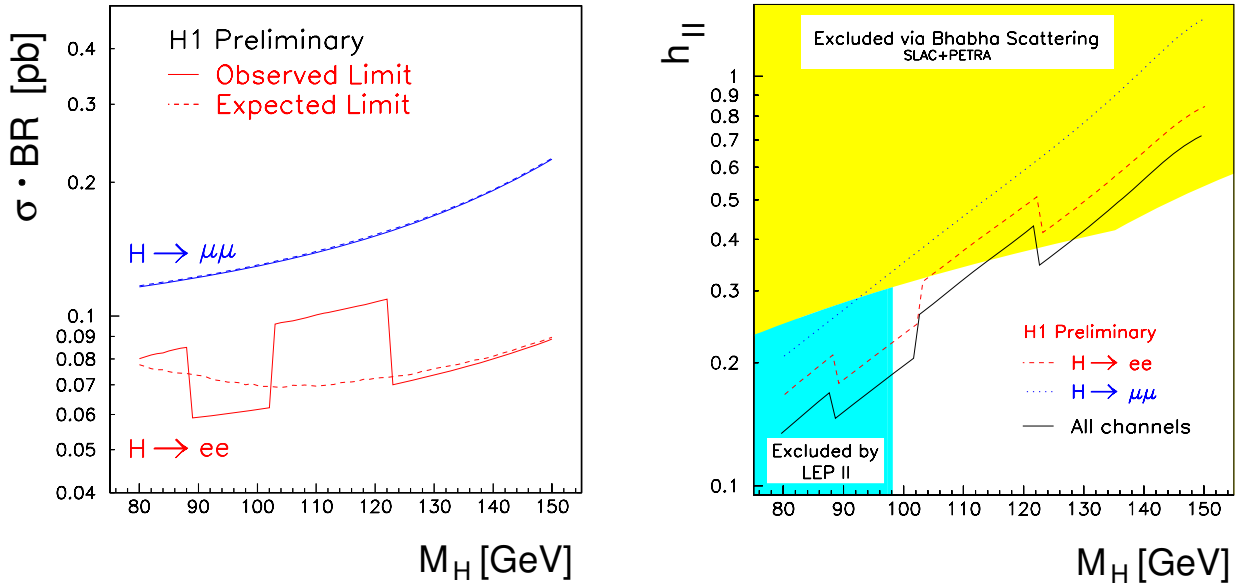 σ · BR [pb]
H1 Preliminary
Observed Limit
Expected Limit
H → μμ
H → ee
0.4
0.3
0.2
0.1
0.09
0.08
0.07
0.06
0.05
0.04
80 90 100 110 120 130 140 150
M_H [GeV]
h_ll
Excluded via Bhabha Scattering
SLAC+PETRA
1
0.9
0.8
0.7
0.6
0.5
0.4
0.3
0.2
0.1
H1 Preliminary
H → ee
H → μμ
All channels
Excluded by
LEP II
80 90 100 110 120 130 140 150
M_H [GeV]